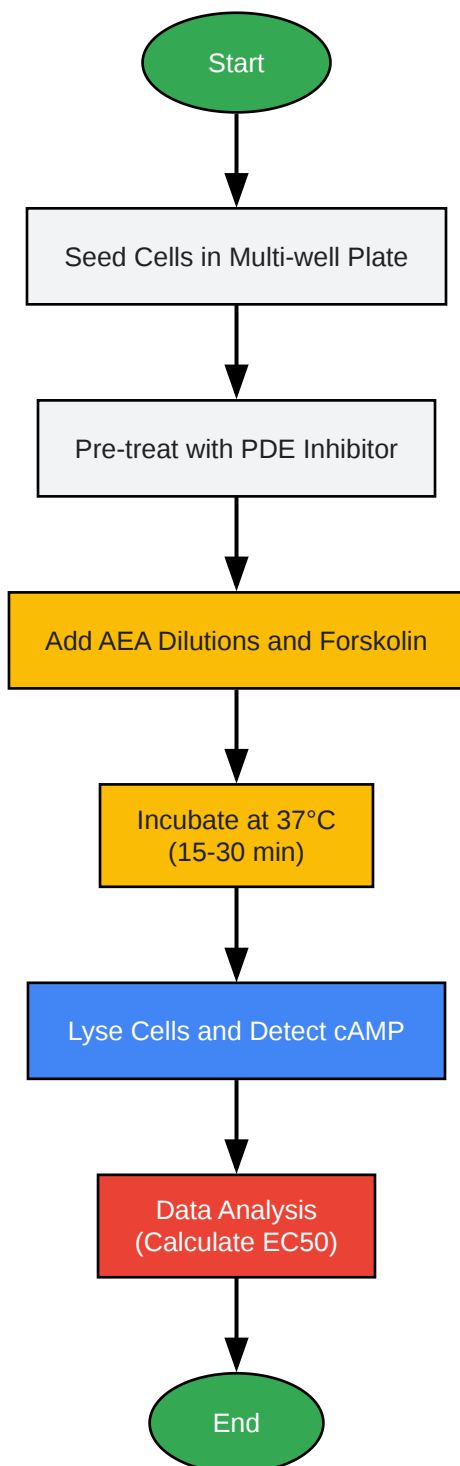 Start
Seed Cells in Multi-well Plate
Pre-treat with PDE Inhibitor
Add AEA Dilutions and Forskolin
Incubate at 37°C
(15-30 min)
Lyse Cells and Detect cAMP
Data Analysis
(Calculate EC50)
End